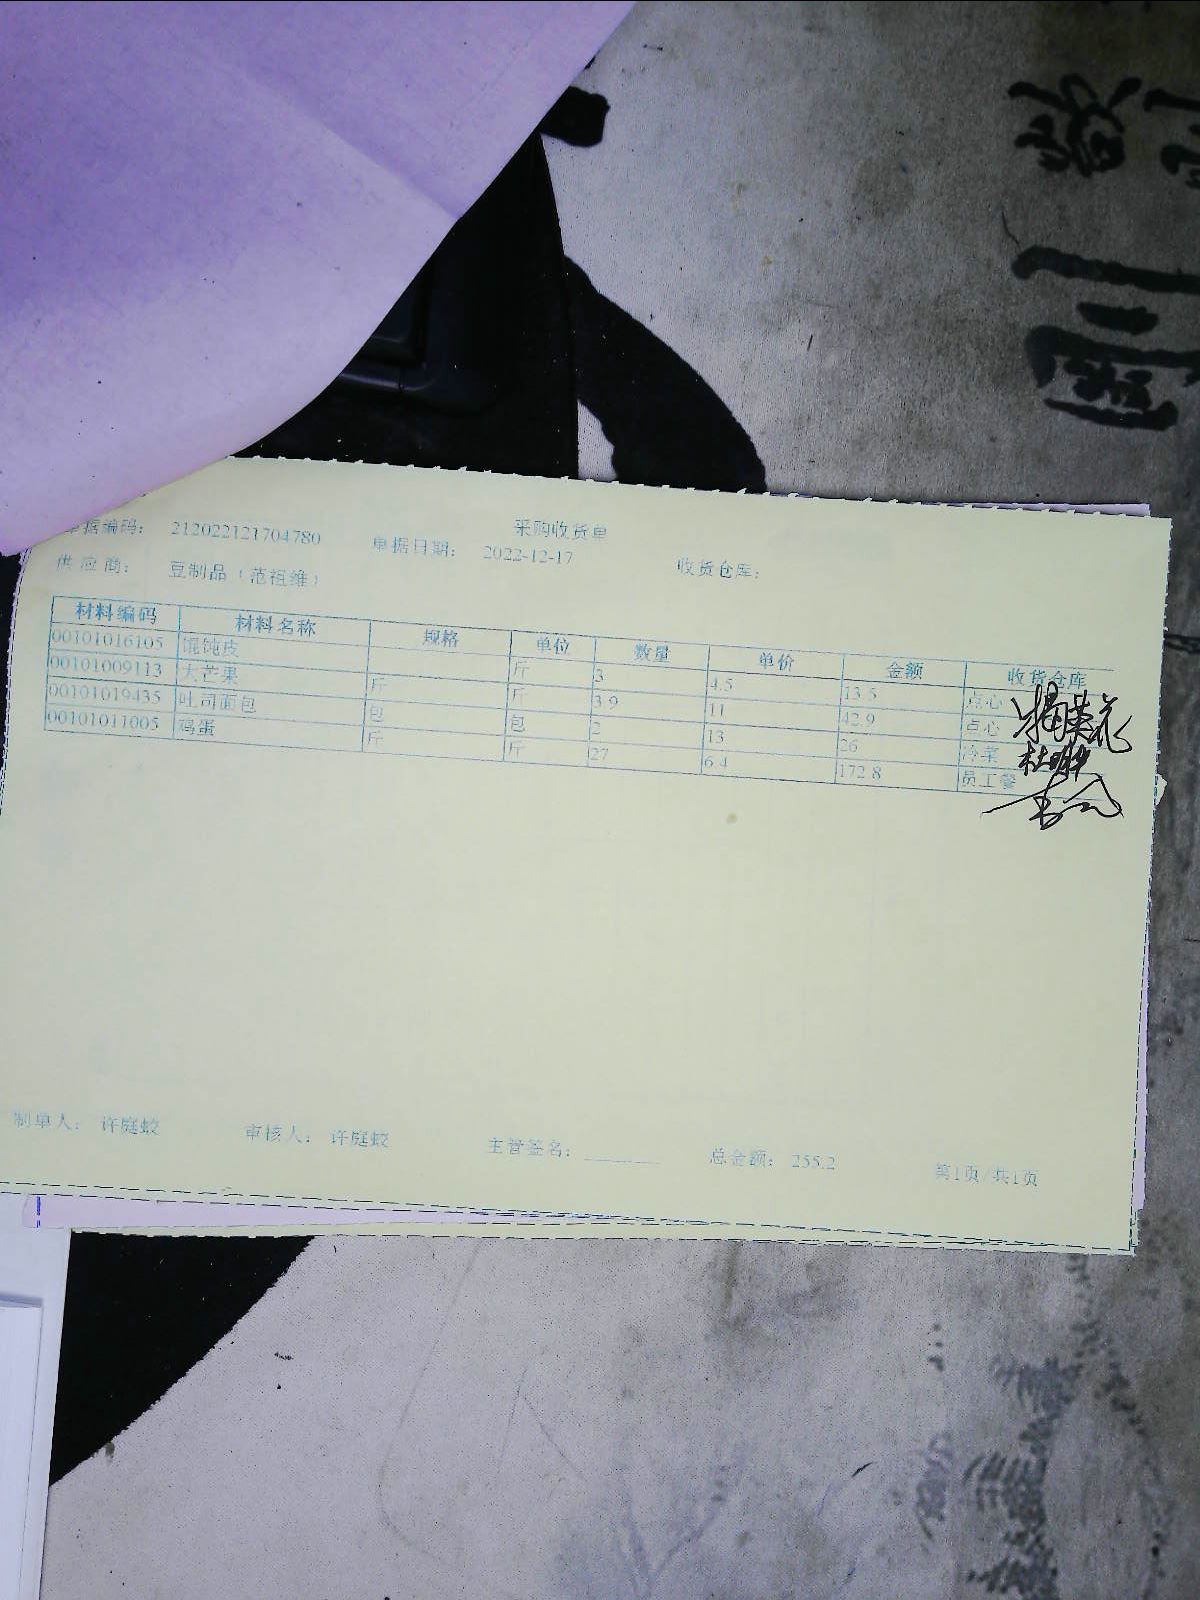 采购收货单
单据编码： 212022121704780 单据日期： 2022-12-17 收货仓库：
供应商： 豆制品（范祖维）
材料编码 材料名称 规格 单位 数量 单价 金额 收货仓库
00101016105 馄饨皮 斤 3 4.5 13.5 点心
00101009113 大芒果 斤 斤 3.9 11 42.9 点心
00101019435 吐司面包 包 包 2 13 26 冷菜
00101011005 鸡蛋 斤 斤 27 6.4 172.8 员工餐
制单人： 许庭蛟 审核人： 许庭蛟 主管签名： 总金额： 255.2 第1页/共1页